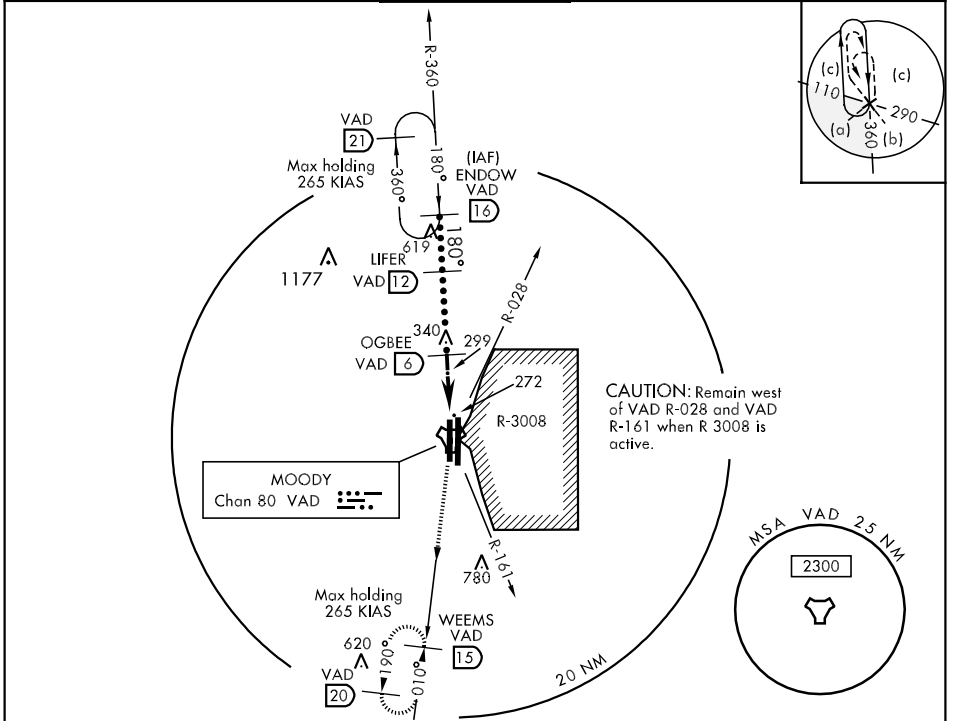 R-360
VAD
21
Max holding
265 KIAS
180°
360°
(IAF)
ENDOW
VAD
16
(c)
(c)
110
290
(a)
360
(b)
619
180°
1177
LIFER
VAD 12
R-028
340
299
OGBEE
VAD 6
272
R-3008
CAUTION: Remain west
of VAD R-028 and VAD
R-161 when R 3008 is
active.
MOODY
Chan 80 VAD
R-161
780
MSA VAD 25 NM
2300
Max holding
265 KIAS
WEEMS
VAD
15
620
190°
010°
VAD
20
20 NM